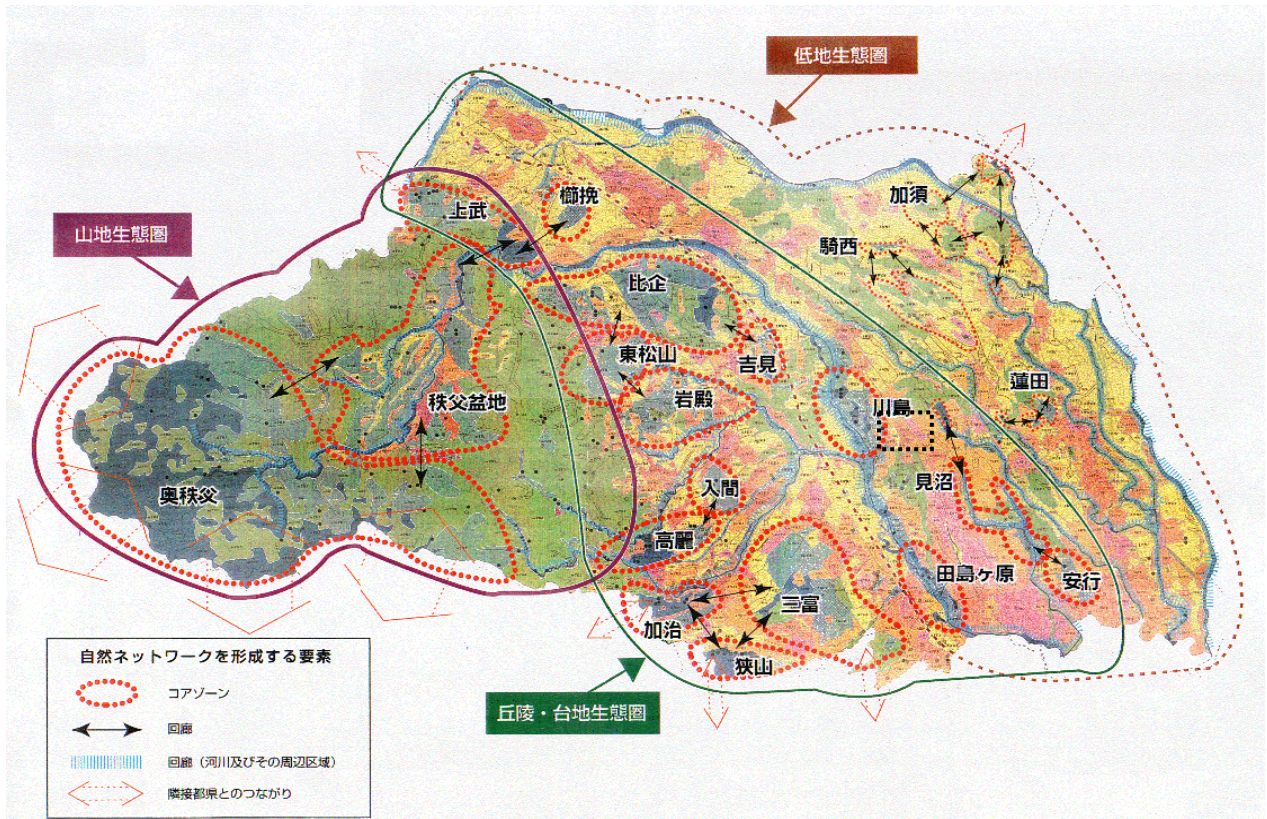 低地生態圏
山地生態圏
上武
櫛挽
加須
騎西
比企
東松山
吉見
岩殿
秩父盆地
蓮田
川島
奥秩父
入間
見沼
高麗
田島ヶ原
安行
加治
三富
狭山
丘陵・台地生態圏
自然ネットワークを形成する要素
コアゾーン
回廊
回廊(河川及びその周辺区域)
隣接都県とのつながり